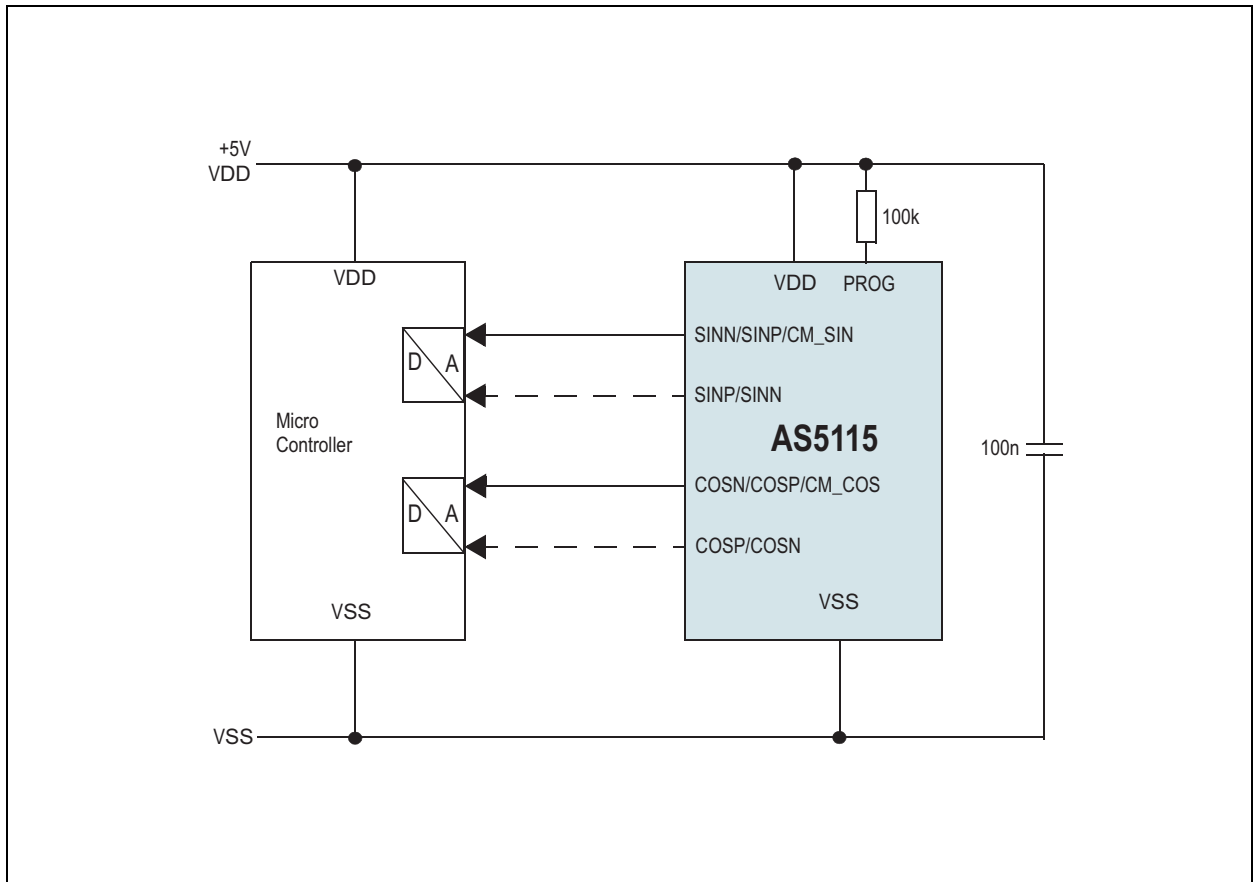 +5V
VDD
100k
VDD
VDD PROG
SINN/SINP/CM_SIN
D A
SINP/SINN
Micro
Controller
AS5115
100n
COSN/COSP/CM_COS
D A
COSP/COSN
VSS
VSS
VSS